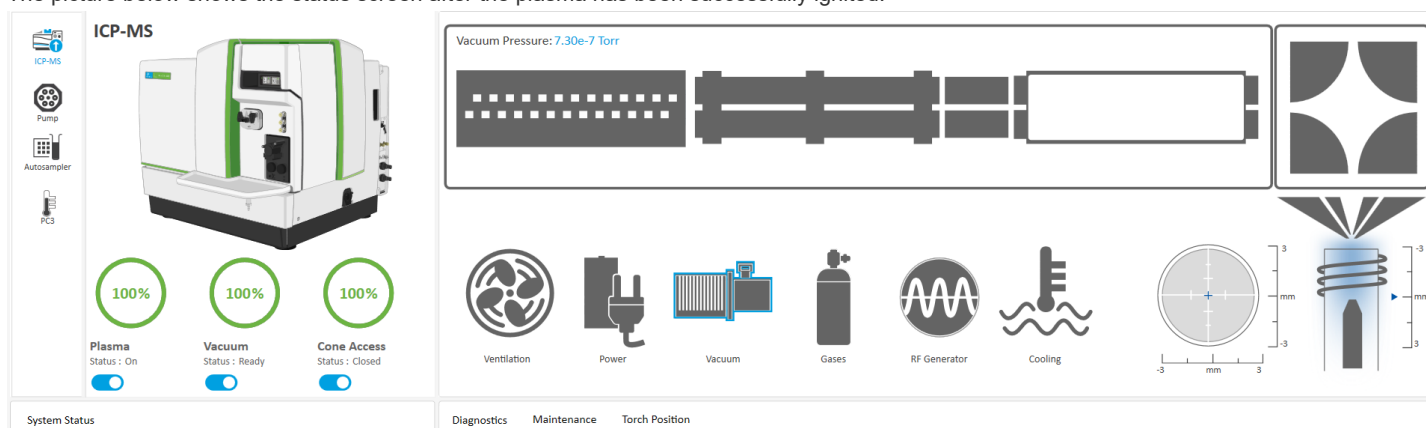 The picture below shows the status screen after the plasma has been successfully ignited.
ICP-MS
ICP-MS
Pump
Autosampler
PC3
100%
100%
100%
Plasma
Status : On
Vacuum
Status : Ready
Cone Access
Status : Closed
Vacuum Pressure: 7.30e-7 Torr
Ventilation
Power
Vacuum
Gases
RF Generator
Cooling
3
mm
-3
-3
mm
3
-3
mm
3
System Status
Diagnostics
Maintenance
Torch Position